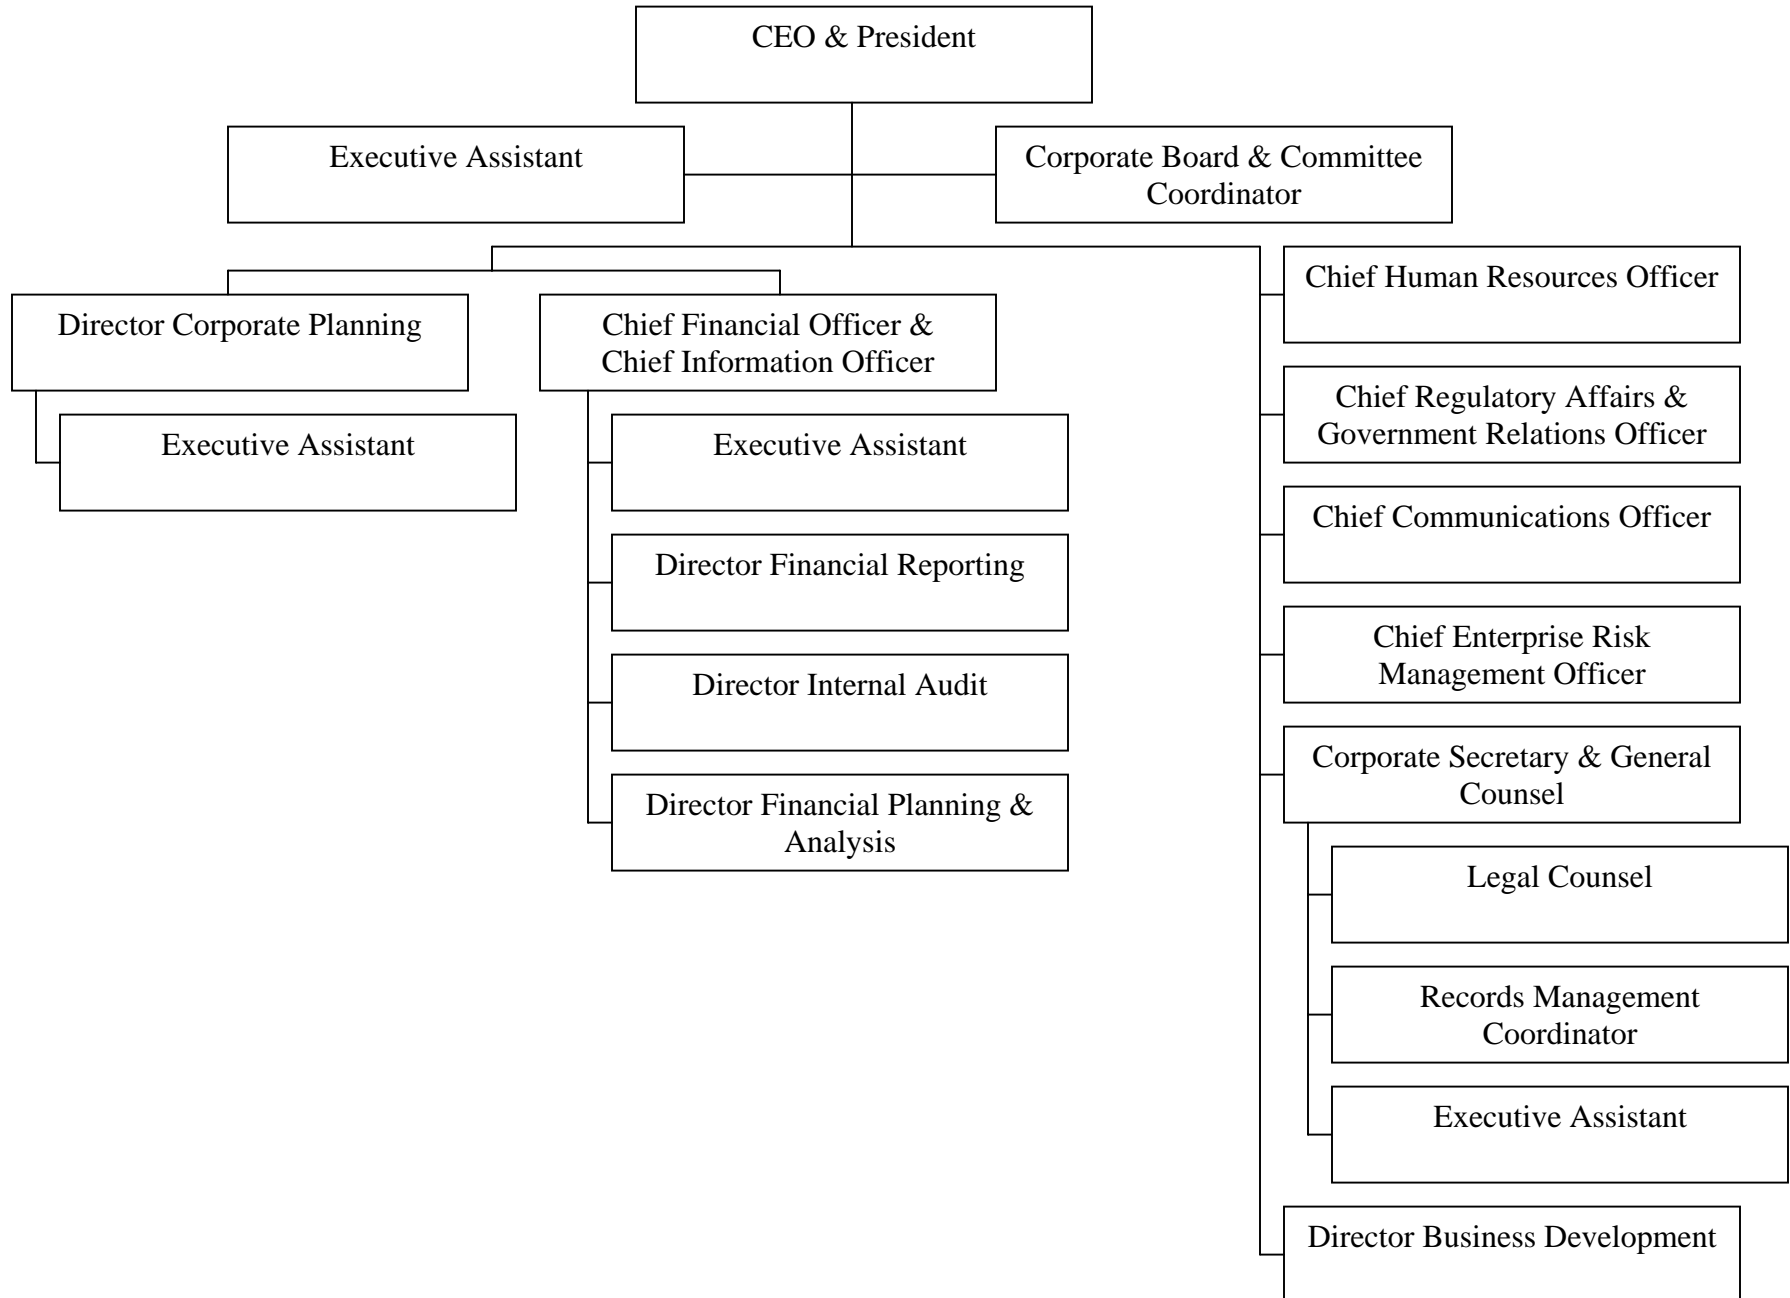 CEO & President
Executive Assistant
Corporate Board & Committee
Coordinator
Director Corporate Planning
Executive Assistant
Chief Financial Officer &
Chief Information Officer
Executive Assistant
Director Financial Reporting
Director Internal Audit
Director Financial Planning &
Analysis
Chief Human Resources Officer
Chief Regulatory Affairs &
Government Relations Officer
Chief Communications Officer
Chief Enterprise Risk
Management Officer
Corporate Secretary & General
Counsel
Legal Counsel
Records Management
Coordinator
Executive Assistant
Director Business Development